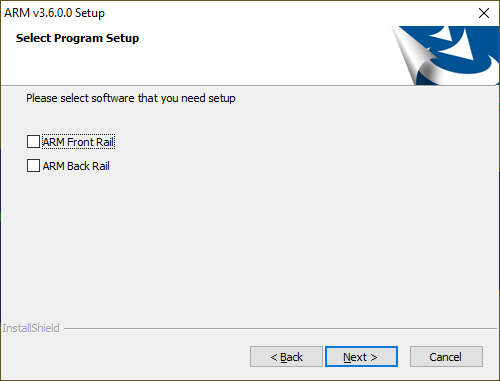 ARM v3.6.0.0 Setup
Select Program Setup
Please select software that you need setup
ARM Front Rail
ARM Back Rail
InstallShield
< Back Next > Cancel